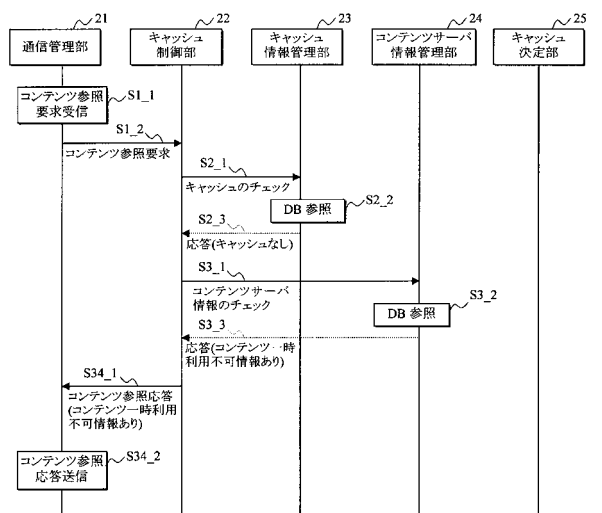 21
22
23
24
25
通信管理部
キャッシュ
制御部
キャッシュ
情報管理部
コンテンツサーバ
情報管理部
キャッシュ
決定部
コンテンツ参照
要求受信
S1_1
S1_2
コンテンツ参照要求
S2_1
キャッシュのチェック
DB 参照
S2_2
S2_3
応答(キャッシュなし)
S3_1
コンテンツサーバ
情報のチェック
DB 参照
S3_2
S3_3
応答(コンテンツ一時
利用不可情報あり)
S34_1
コンテンツ参照応答
(コンテンツ一時利用
不可情報あり)
コンテンツ参照
応答送信
S34_2